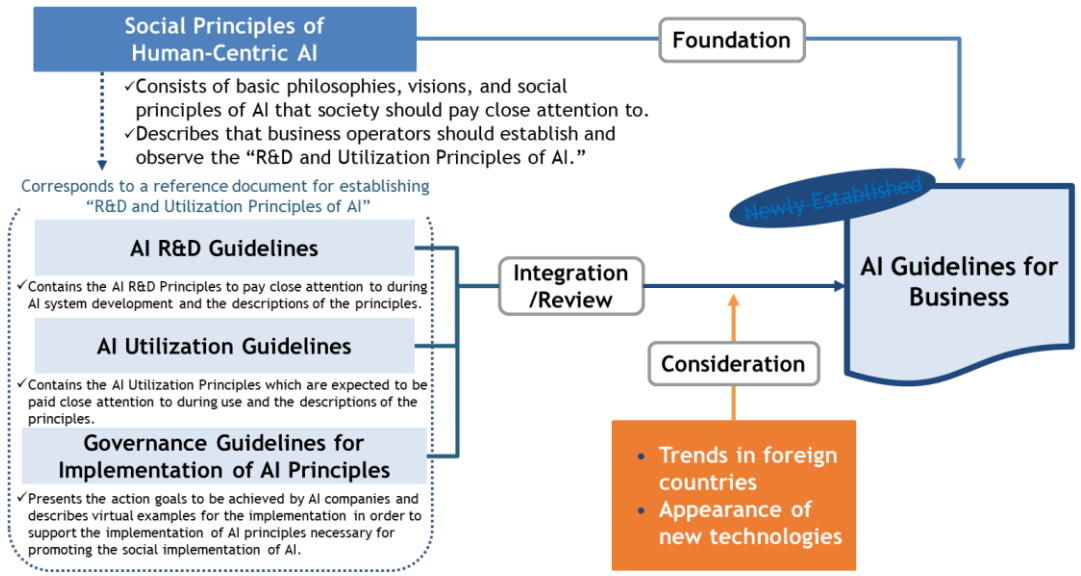 Social Principles of
Human-Centric AI
Foundation
✓Consists of basic philosophies, visions, and social
principles of AI that society should pay close attention to.
✓Describes that business operators should establish and
observe the “R&D and Utilization Principles of AI.”
Corresponds to a reference document for establishing
“R&D and Utilization Principles of AI”
Newly Established
AI R&D Guidelines
✓Contains the AI R&D Principles to pay close attention to during
AI system development and the descriptions of the principles.
AI Utilization Guidelines
✓Contains the AI Utilization Principles which are expected to be
paid close attention to during use and the descriptions of the
principles.
Governance Guidelines for
Implementation of AI Principles
✓Presents the action goals to be achieved by AI companies and
describes virtual examples for the implementation in order to
support the implementation of AI principles necessary for
promoting the social implementation of AI.
Integration
/Review
AI Guidelines for
Business
Consideration
• Trends in foreign
countries
• Appearance of
new technologies